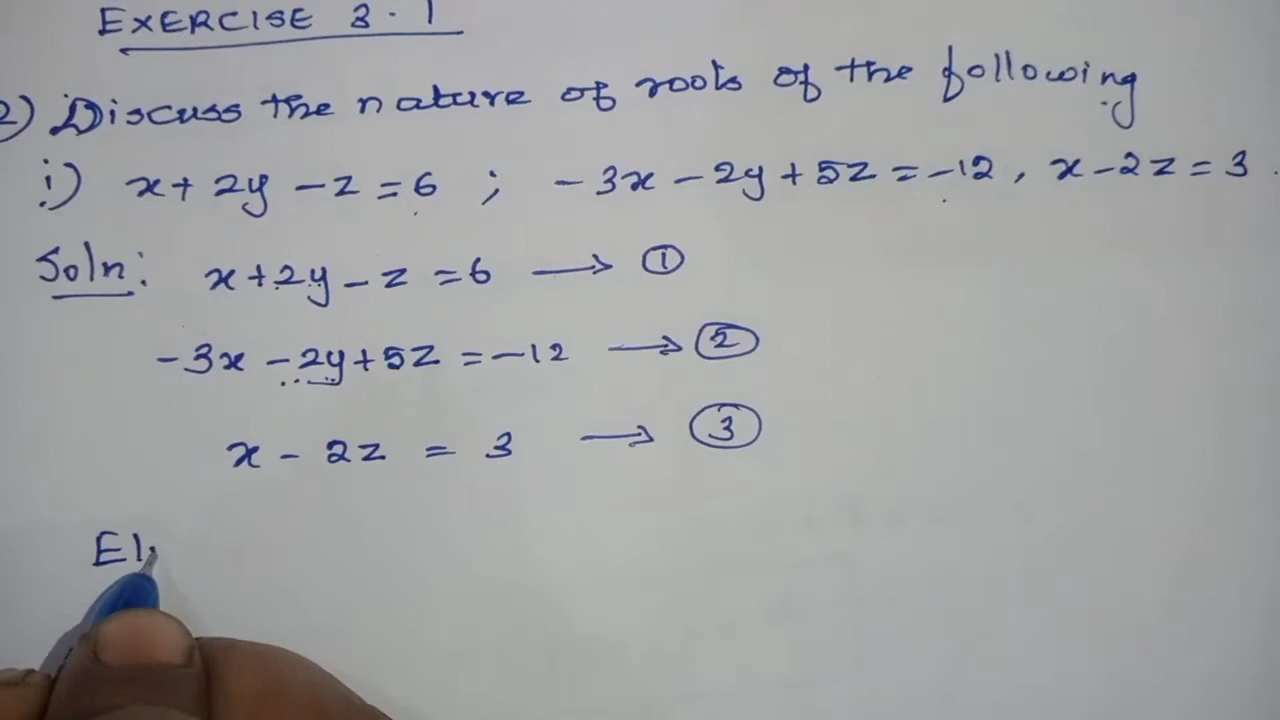 EXERCISE 3.1
2) Discuss the nature of roots of the following
i) x + 2y - z = 6 ; -3x - 2y + 5z = -12, x - 2z = 3.
Soln: x + 2y - z = 6 → ①
-3x - 2y + 5z = -12 → ②
x - 2z = 3 → ③
El